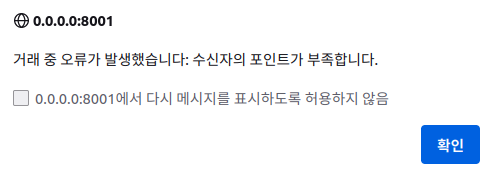 0.0.0.0:8001
거래 중 오류가 발생했습니다: 수신자의 포인트가 부족합니다.
0.0.0.0:8001에서 다시 메시지를 표시하도록 허용하지 않음
확인